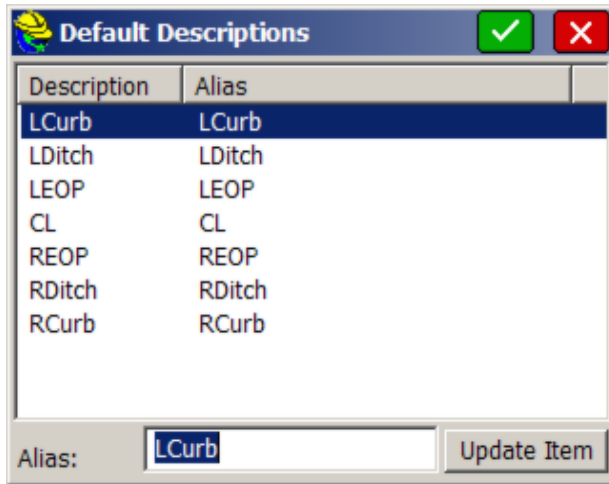 Default Descriptions
Description Alias
LCurb LCurb
LDitch LDitch
LEOP LEOP
CL CL
REOP REOP
RDitch RDitch
RCurb RCurb
Alias: LCurb Update Item